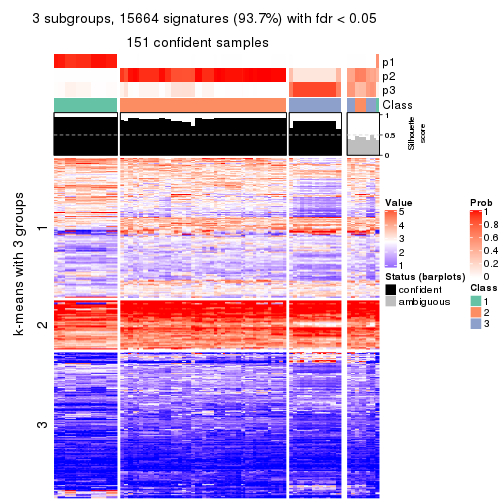 3 subgroups, 15664 signatures (93.7%) with fdr < 0.05
151 confident samples
p1
p2
p3
Class
1
0.5
0
Silhouette
score
k-means with 3 groups
1
2
3
Value
5
4
3
2
1
Status (barplots)
confident
ambiguous
Prob
1
0.8
0.6
0.4
0.2
0
Class
1
2
3